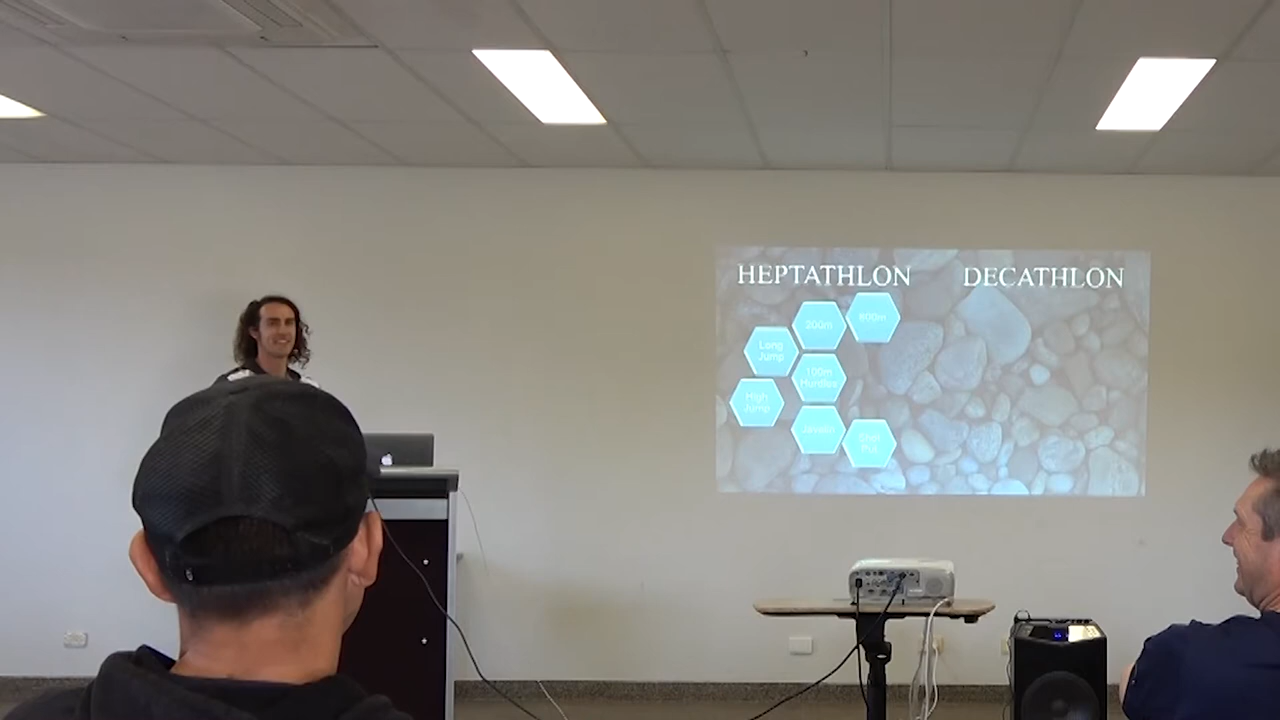 HEPTATHLON
DECATHLON
200m
800m
Long
Jump
100m
Hurdles
High
Jump
Javelin
Shot
Put